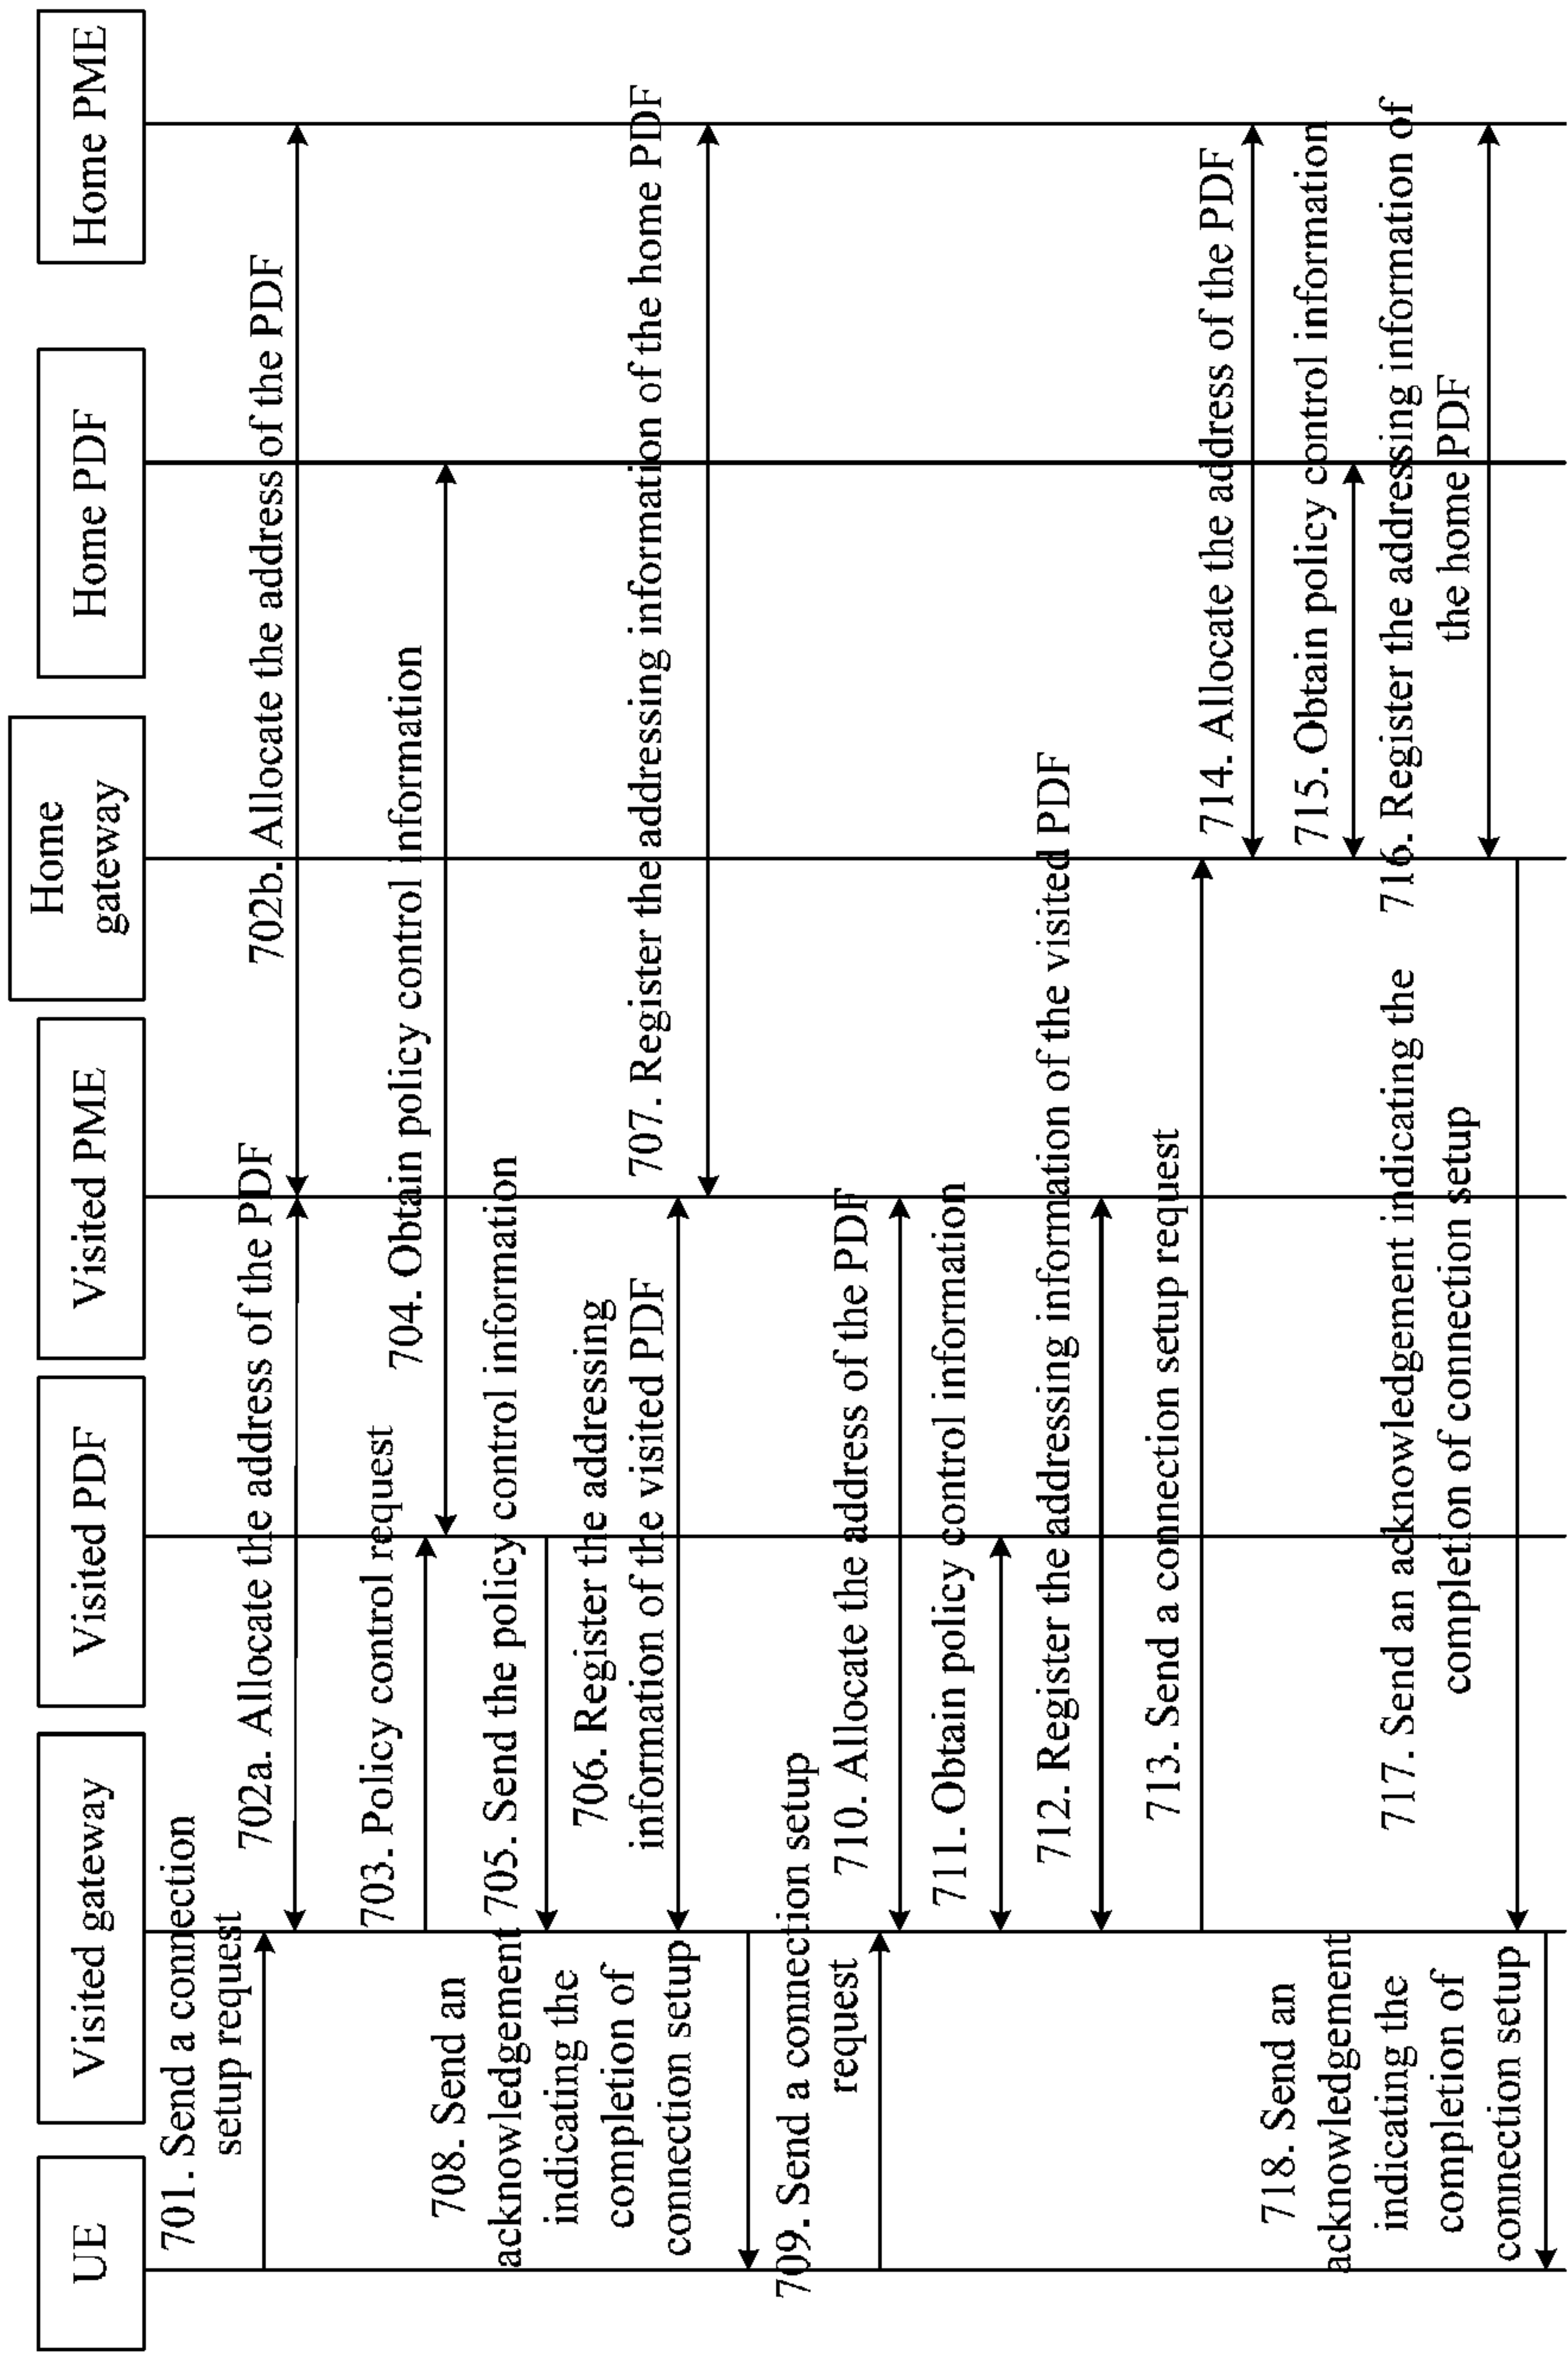 UE
Visited gateway
Visited PDF
Visited PME
Home
gateway
Home PDF
Home PME
701. Send a connection
setup request
702a. Allocate the address of the PDF
702b. Allocate the address of the PDF
703. Policy control request
704. Obtain policy control information
705. Send the policy control information
706. Register the addressing
information of the visited PDF
707. Register the addressing information of the home PDF
708. Send an
acknowledgement
indicating the
completion of
connection setup
709. Send a connection setup
request
710. Allocate the address of the PDF
711. Obtain policy control information
712. Register the addressing information of the visited PDF
713. Send a connection setup request
714. Allocate the address of the PDF
715. Obtain policy control information
716. Register the addressing information of
the home PDF
717. Send an acknowledgement indicating the
completion of connection setup
718. Send an
acknowledgement
indicating the
completion of
connection setup